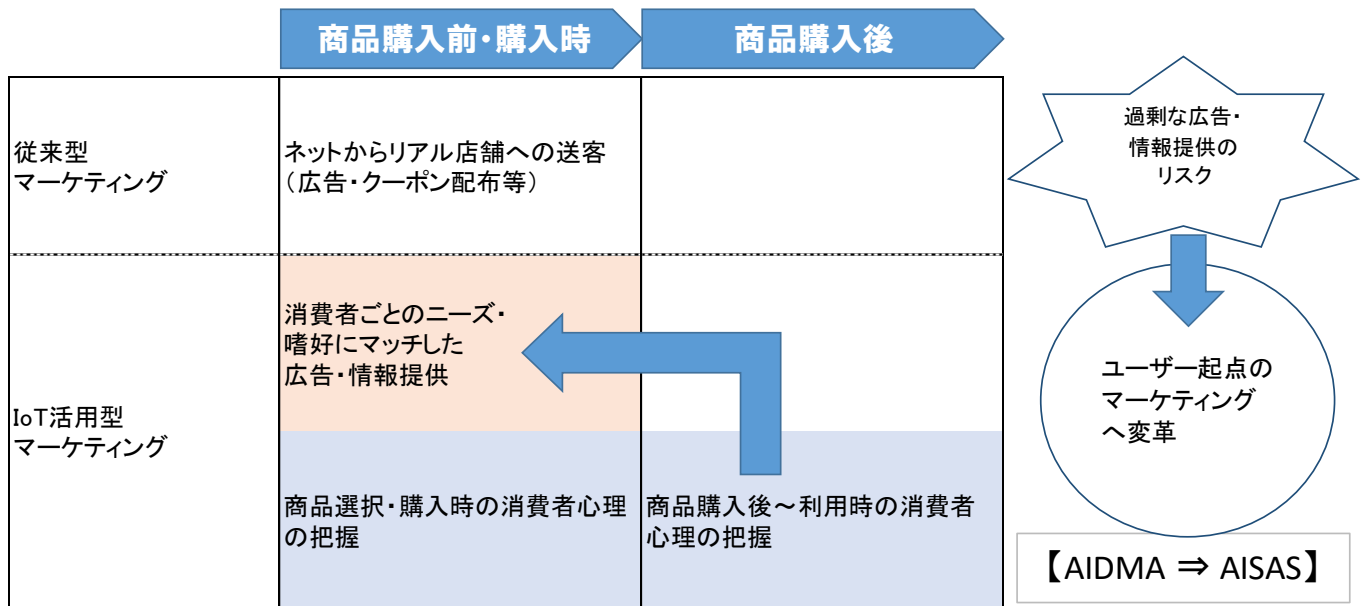 商品購入前・購入時
商品購入後
従来型
マーケティング
ネットからリアル店舗への送客
（広告・クーポン配布等）
過剰な広告・
情報提供の
リスク
IoT活用型
マーケティング
消費者ごとのニーズ・
嗜好にマッチした
広告・情報提供
商品選択・購入時の消費者心理
の把握
商品購入後～利用時の消費者
心理の把握
ユーザー起点の
マーケティング
へ変革
【AIDMA ⇒ AISAS】